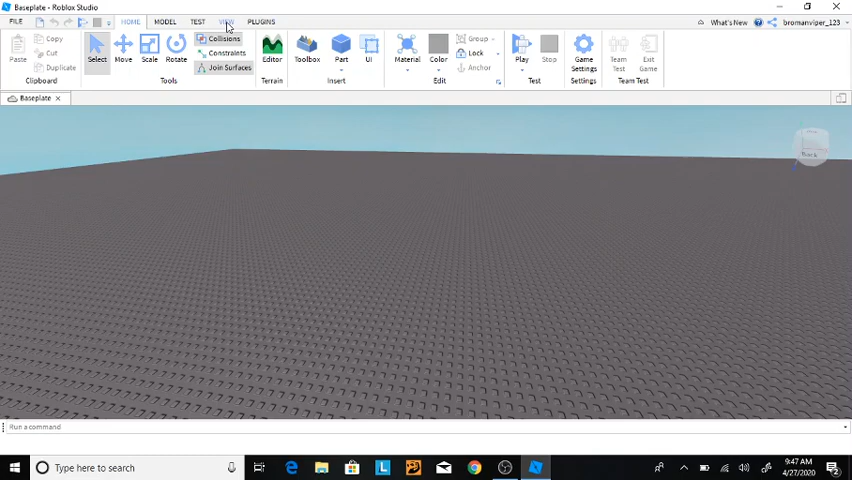 Baseplate - Roblox Studio
FILE HOME MODEL TEST VIEW PLUGINS What's New bromanviper_123
Paste Copy Cut Duplicate Clipboard
Select Move Scale Rotate Collisions Constraints Join Surfaces Tools
Editor Terrain
Toolbox Part UI Insert
Material Color Group Lock Anchor Edit
Play Stop Test
Game Settings Settings
Team Test Exit Game Team Test
Baseplate
Back
Run a command
Type here to search
L
9:47 AM
4/27/2020
2